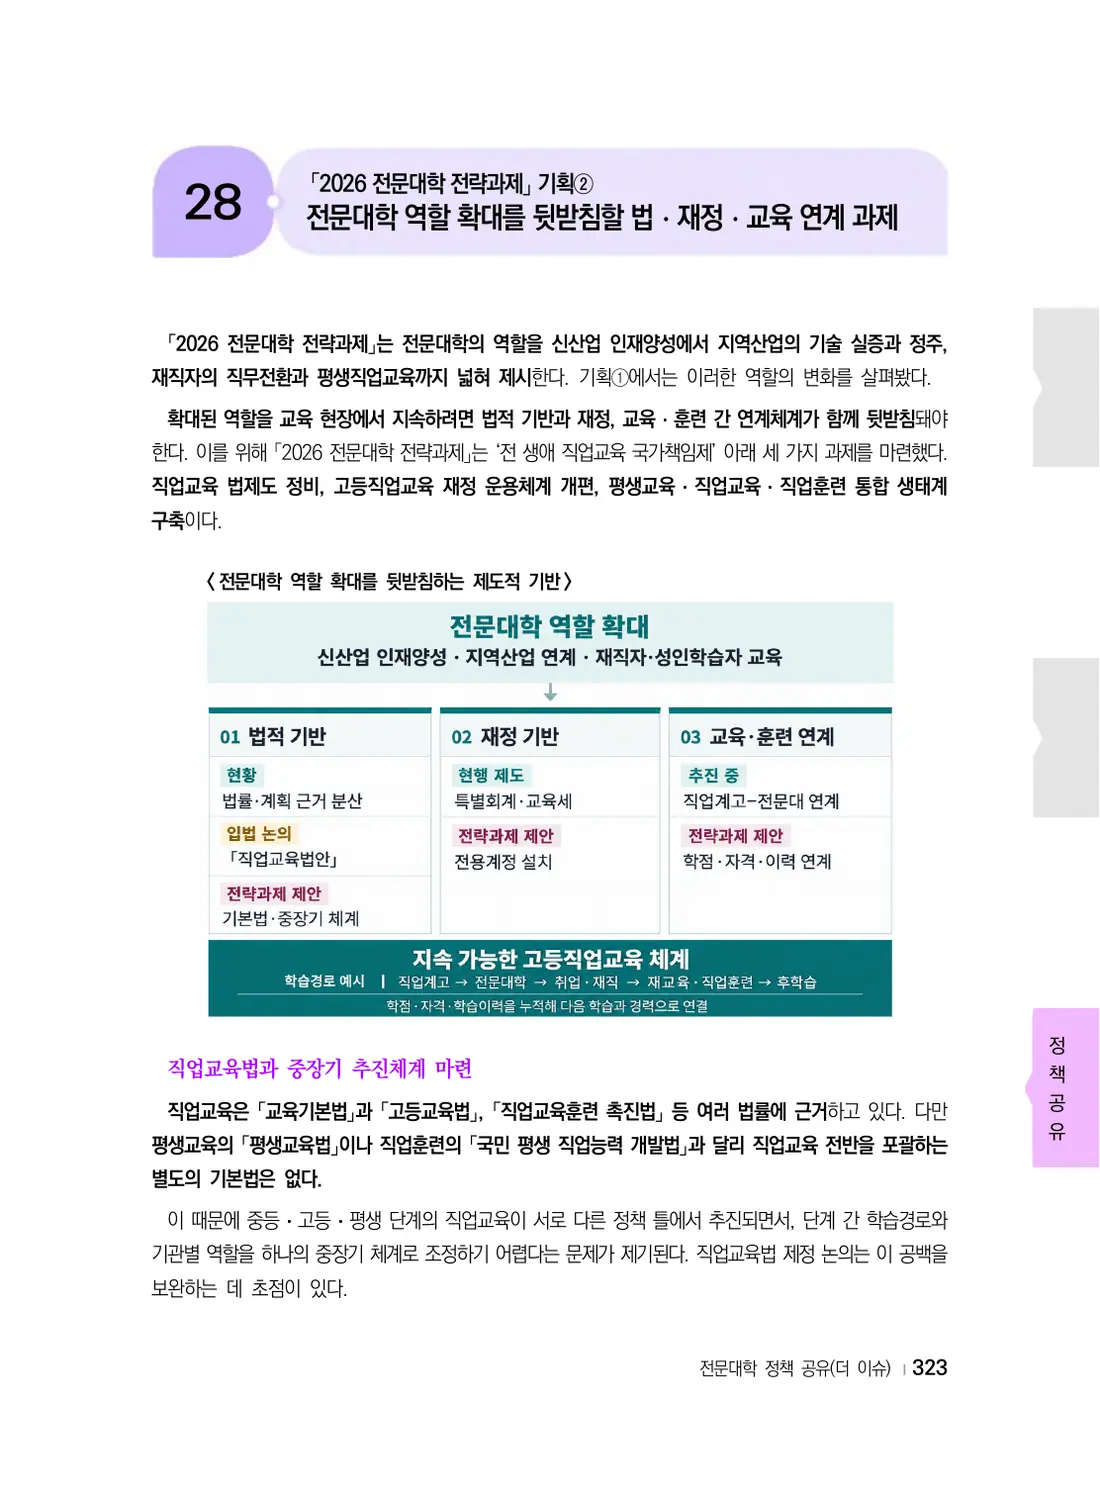 28
「2026 전문대학 전략과제」 기획②
전문대학 역할 확대를 뒷받침할 법 · 재정 · 교육 연계 과제
「2026 전문대학 전략과제」는 전문대학의 역할을 신산업 인재양성에서 지역산업의 기술 실증과 정주,
재직자의 직무전환과 평생직업교육까지 넓혀 제시한다. 기획①에서는 이러한 역할의 변화를 살펴봤다.
확대된 역할을 교육 현장에서 지속하려면 법적 기반과 재정, 교육 · 훈련 간 연계체계가 함께 뒷받침돼야
한다. 이를 위해 「2026 전문대학 전략과제」는 ‘전 생애 직업교육 국가책임제’ 아래 세 가지 과제를 마련했다.
직업교육 법제도 정비, 고등직업교육 재정 운용체계 개편, 평생교육 · 직업교육 · 직업훈련 통합 생태계
구축이다.
〈 전문대학 역할 확대를 뒷받침하는 제도적 기반 〉
전문대학 역할 확대
신산업 인재양성 · 지역산업 연계 · 재직자·성인학습자 교육
↓
01 법적 기반
현황
법률·계획 근거 분산
입법 논의
「직업교육법안」
전략과제 제안
기본법·중장기 체계
02 재정 기반
현행 제도
특별회계·교육세
전략과제 제안
전용계정 설치
03 교육·훈련 연계
추진 중
직업계고–전문대 연계
전략과제 제안
학점·자격·이력 연계
지속 가능한 고등직업교육 체계
학습경로 예시 | 직업계고 → 전문대학 → 취업·재직 → 재교육·직업훈련 → 후학습
학점·자격·학습이력을 누적해 다음 학습과 경력으로 연결
직업교육법과 중장기 추진체계 마련
직업교육은 「교육기본법」과 「고등교육법」, 「직업교육훈련 촉진법」 등 여러 법률에 근거하고 있다. 다만
평생교육의 「평생교육법」이나 직업훈련의 「국민 평생 직업능력 개발법」과 달리 직업교육 전반을 포괄하는
별도의 기본법은 없다.
이 때문에 중등 · 고등 · 평생 단계의 직업교육이 서로 다른 정책 틀에서 추진되면서, 단계 간 학습경로와
기관별 역할을 하나의 중장기 체계로 조정하기 어렵다는 문제가 제기된다. 직업교육법 제정 논의는 이 공백을
보완하는 데 초점이 있다.
정
책
공
유
전문대학 정책 공유(더 이슈) | 323